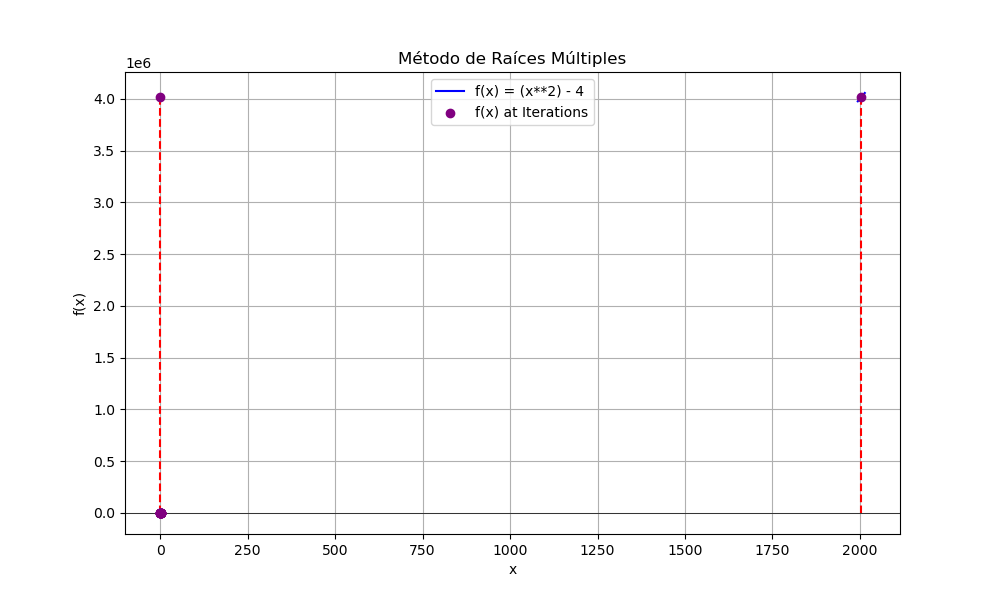 Método de Raíces Múltiples
1e6
f(x) = (x**2) - 4
f(x) at Iterations
4.0
3.5
3.0
2.5
2.0
1.5
1.0
0.5
0.0
f(x)
0 250 500 750 1000 1250 1500 1750 2000
x